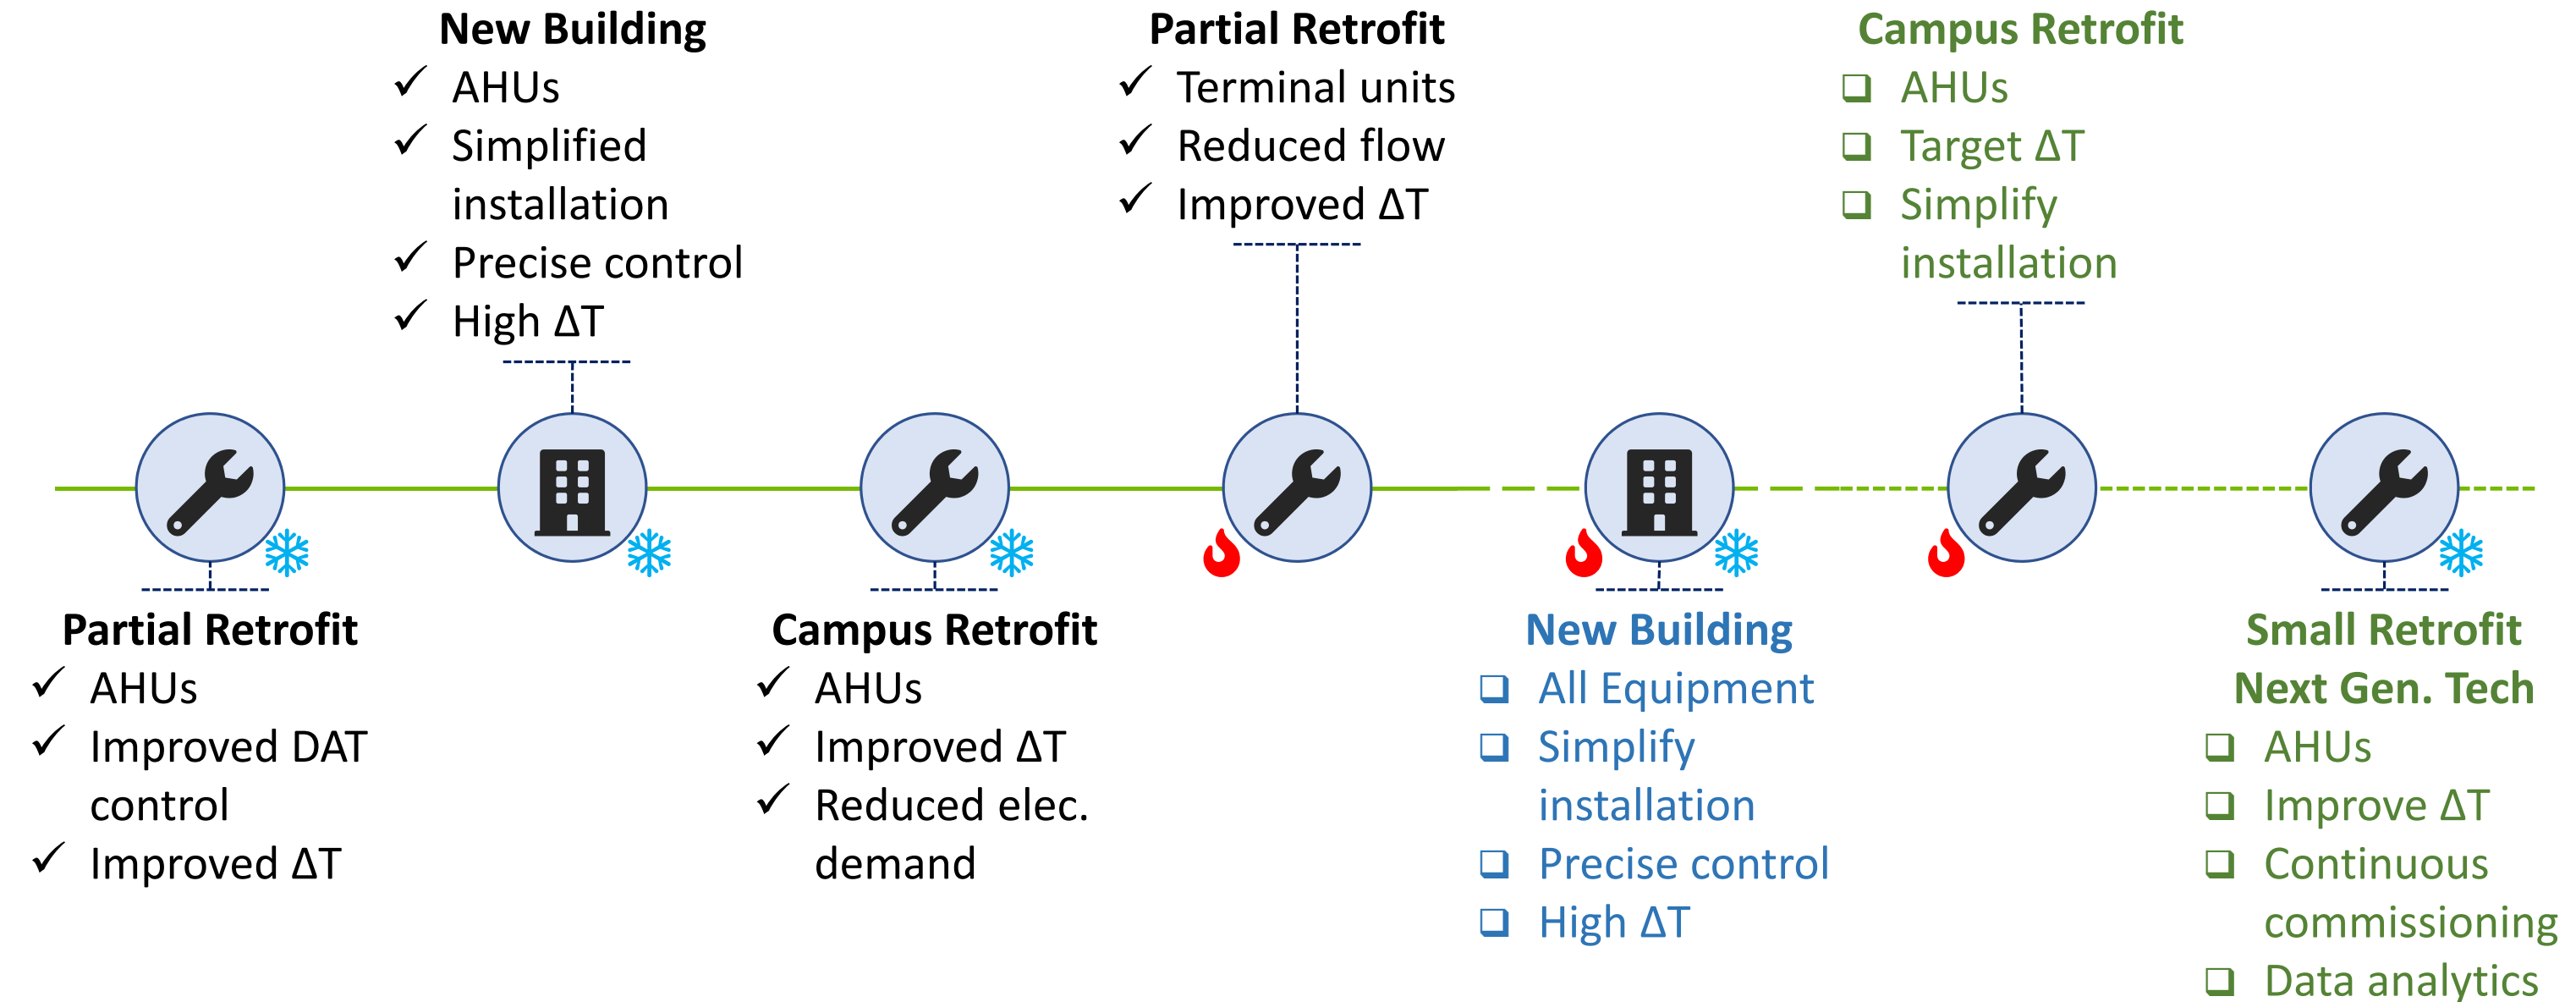 New Building
AHUs
Simplified
installation
Precise control
High ΔT
Partial Retrofit
Terminal units
Reduced flow
Improved ΔT
Campus Retrofit
AHUs
Target ΔT
Simplify
installation
Partial Retrofit
AHUs
Improved DAT
control
Improved ΔT
Campus Retrofit
AHUs
Improved ΔT
Reduced elec.
demand
New Building
All Equipment
Simplify
installation
Precise control
High ΔT
Small Retrofit
Next Gen. Tech
AHUs
Improve ΔT
Continuous
commissioning
Data analytics